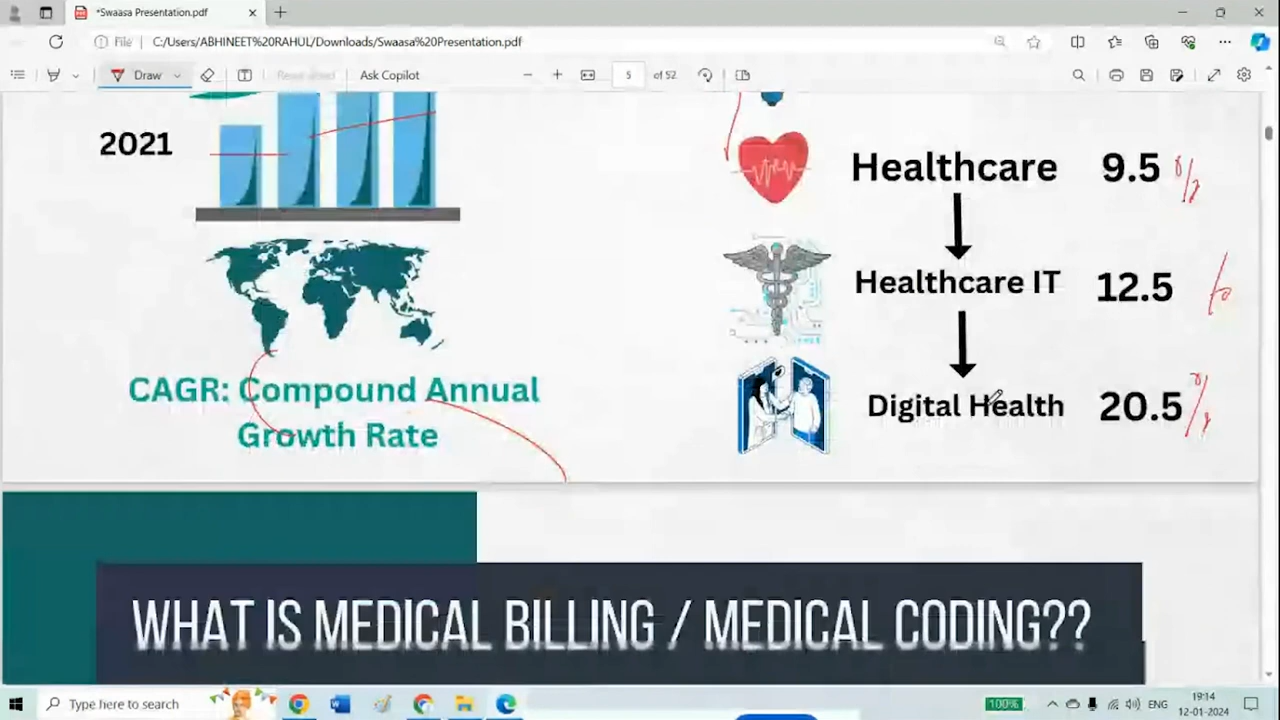 *Swaasa Presentation.pdf
File
C:/Users/ABHINEET%20RAHUL/Downloads/Swaasa%20Presentation.pdf
Draw
Read aloud
Ask Copilot
5
of 52
2021
Healthcare 9.5 %
Healthcare IT 12.5
Digital Health 20.5 %
CAGR: Compound Annual
Growth Rate
WHAT IS MEDICAL BILLING / MEDICAL CODING??
Type here to search
100%
ENG
19:14
12-01-2024